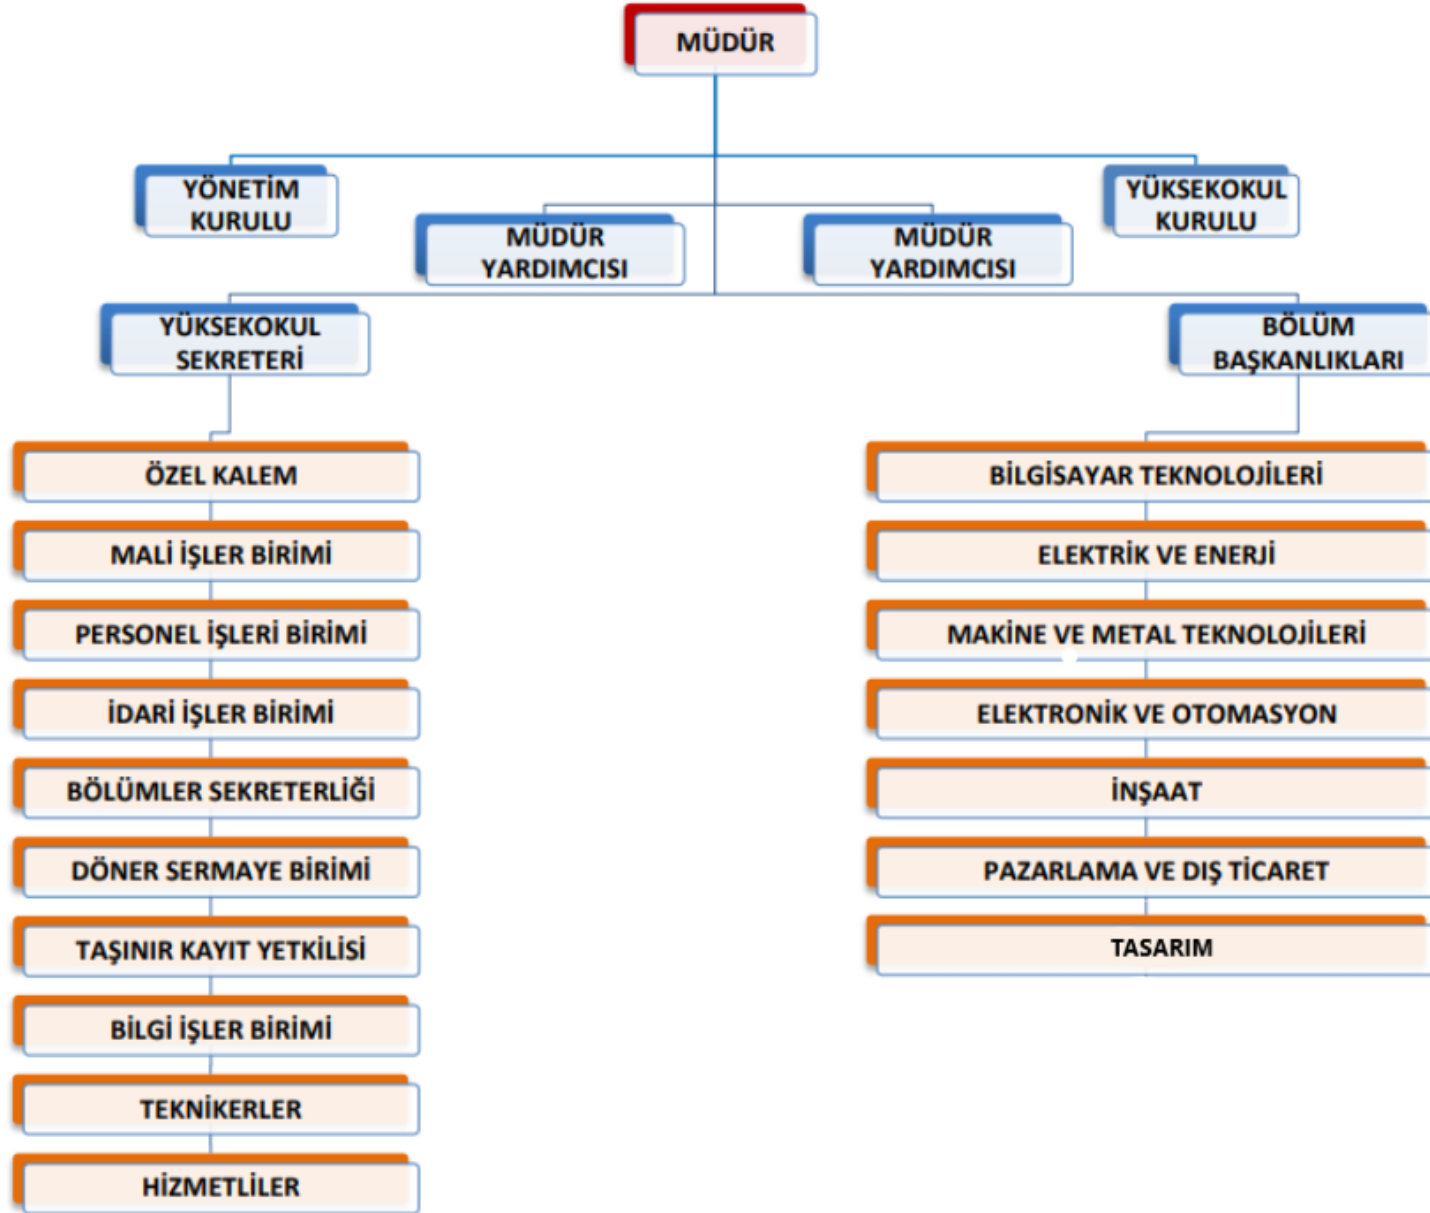 MÜDÜR
YÖNETİM
KURULU
YÜKSEKOKUL
KURULU
MÜDÜR
YARDIMCISI
MÜDÜR
YARDIMCISI
YÜKSEKOKUL
SEKRETERİ
BÖLÜM
BAŞKANLIKLARI
ÖZEL KALEM
MALİ İŞLER BİRİMİ
PERSONEL İŞLERİ BİRİMİ
İDARİ İŞLER BİRİMİ
BÖLÜMLER SEKRETERLİĞİ
DÖNER SERMAYE BİRİMİ
TAŞINIR KAYIT YETKİLİSİ
BİLGİ İŞLER BİRİMİ
TEKNİKERLER
HİZMETLİLER
BİLGİSAYAR TEKNOLOJİLERİ
ELEKTRİK VE ENERJİ
MAKİNE VE METAL TEKNOLOJİLERİ
ELEKTRONİK VE OTOMASYON
İNŞAAT
PAZARLAMA VE DIŞ TİCARET
TASARIM